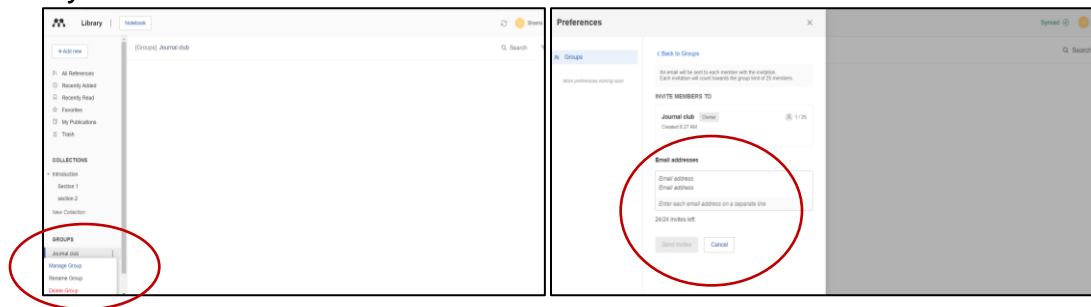 Library
Notebook
Sharra
+Add new
[Groups] Journal club
Search
All References
Recently Added
Recently Read
Favorites
My Publications
Trash
COLLECTIONS
Introduction
Section 1
section 2
New Collection
GROUPS
Journal club
Manage Group
Rename Group
Delete Group
Preferences
Synced
Groups
< Back to Groups
Search
More preferences coming soon
An email will be sent to each member with the invitation.
Each invitation will count towards the group limit of 25 members.
INVITE MEMBERS TO
Journal club Owner 1 / 25
Created 8:27 AM
Email addresses
Email address
Email address
Enter each email address on a separate line
24/24 invites left
Send invites Cancel